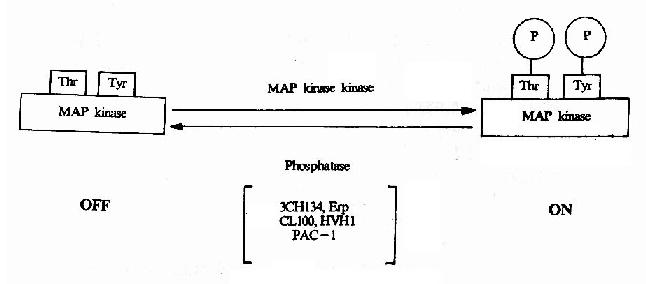 P P
Thr Tyr
MAP kinase
MAP kinase kinase
Thr Tyr
MAP kinase
Phosphatase
OFF
3CH134, Erp
CL100, HVH1
PAC-1
ON